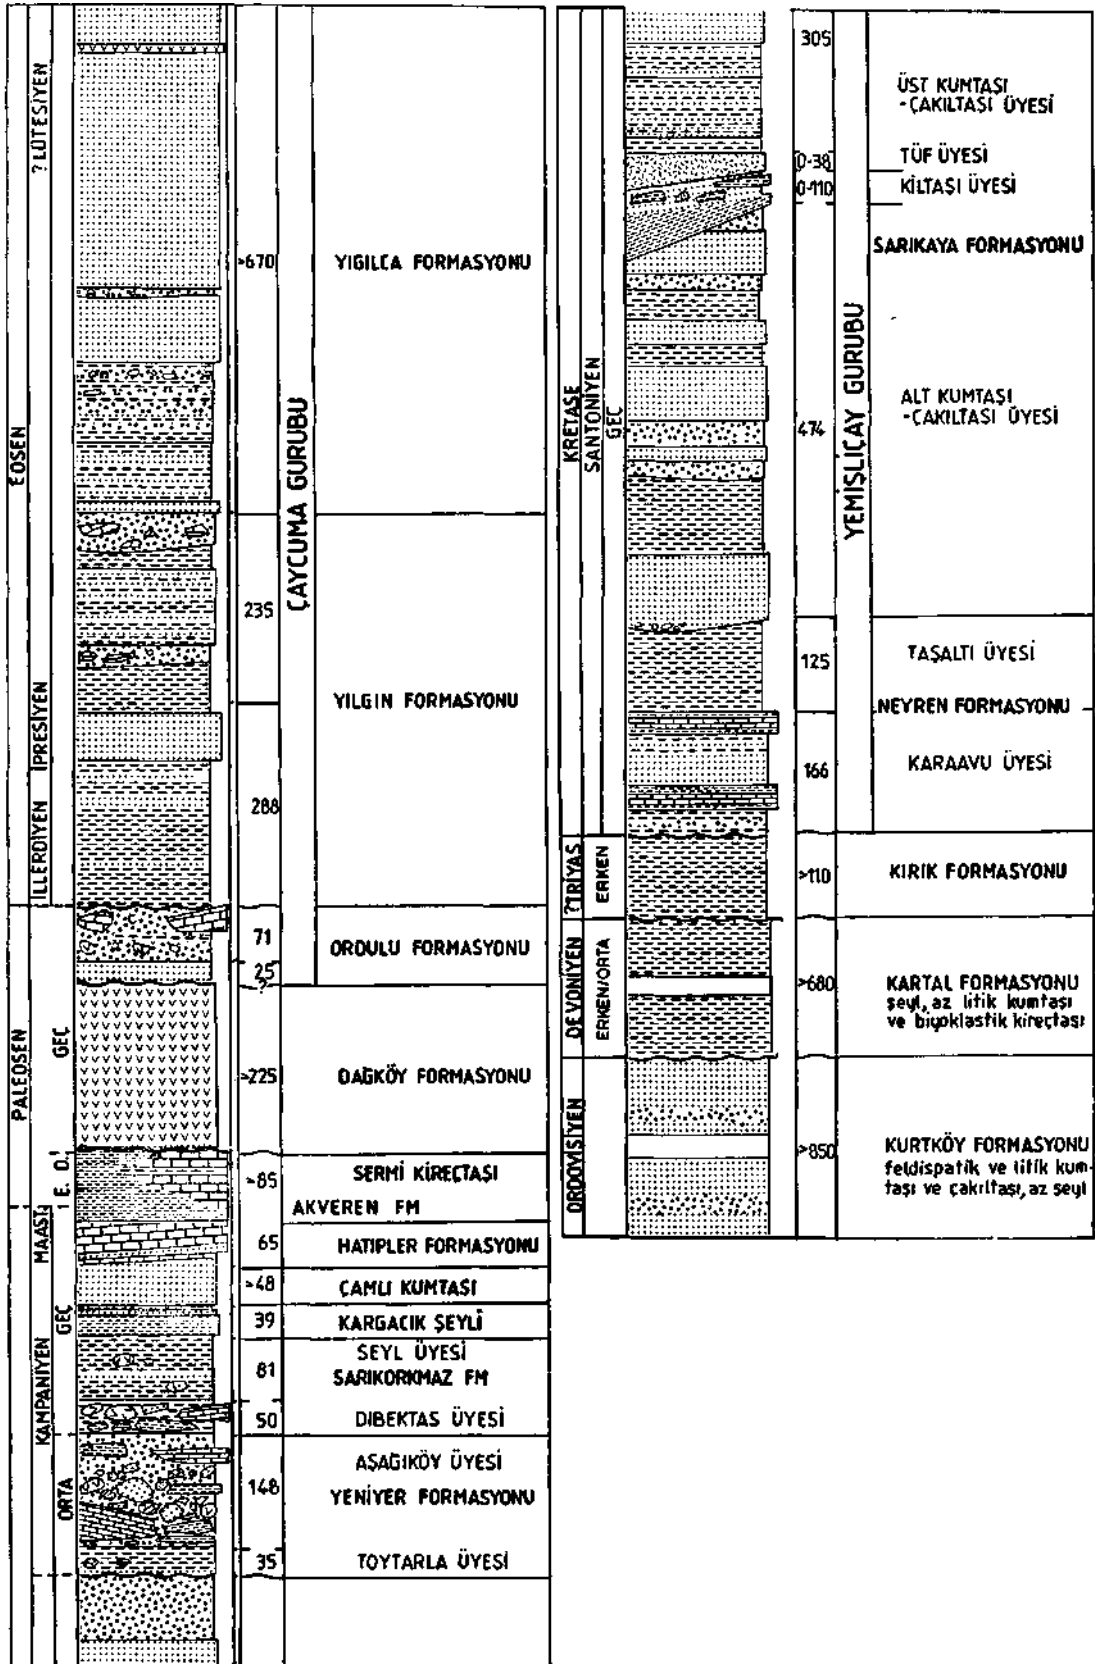 EOSEN
? LÜTESİYEN
İPRESİYEN
İLLERDİYEN
PALEOSEN
GEÇ
E. D.
MAAST
KAMPANİYEN
GEÇ
ORTA
>670
235
288
71
25
?
>225
>85
65
>48
39
81
50
148
35
ÇAYCUMA GURUBU
YIGILCA FORMASYONU
YILGIN FORMASYONU
ORDULU FORMASYONU
DAĞKÖY FORMASYONU
SERMİ KİREÇTAŞI
AKVEREN FM
HATIPLER FORMASYONU
ÇAMLI KUMTAŞI
KARGACIK ŞEYLİ
SEYL ÜYESİ
SARIKORKMAZ FM
DIBEKTAS ÜYESİ
AŞAĞIKÖY ÜYESİ
YENİYER FORMASYONU
TOYTARLA ÜYESİ
KRETASE
SANTONİYEN
GEÇ
?TRİYAS
ERKEN
DEVONİYEN
ERKEN/ORTA
ORDOVİSİYEN
305
0-38
0-110
474
125
166
>110
>680
>850
YEMİŞLİÇAY GURUBU
ÜST KUMTAŞI
-ÇAKILTAŞI ÜYESİ
TÜF ÜYESİ
KİLTAŞI ÜYESİ
SARIKAYA FORMASYONU
ALT KUMTAŞI
-ÇAKILTAŞI ÜYESİ
TAŞALTI ÜYESİ
NEYREN FORMASYONU
KARAAVU ÜYESİ
KIRIK FORMASYONU
KARTAL FORMASYONU
şeyl, az litik kumtaşı
ve biyoklastik kireçtaşı
KURTKÖY FORMASYONU
feldispatik ve litik kum-
taşı ve çakıltaşı, az şeyl